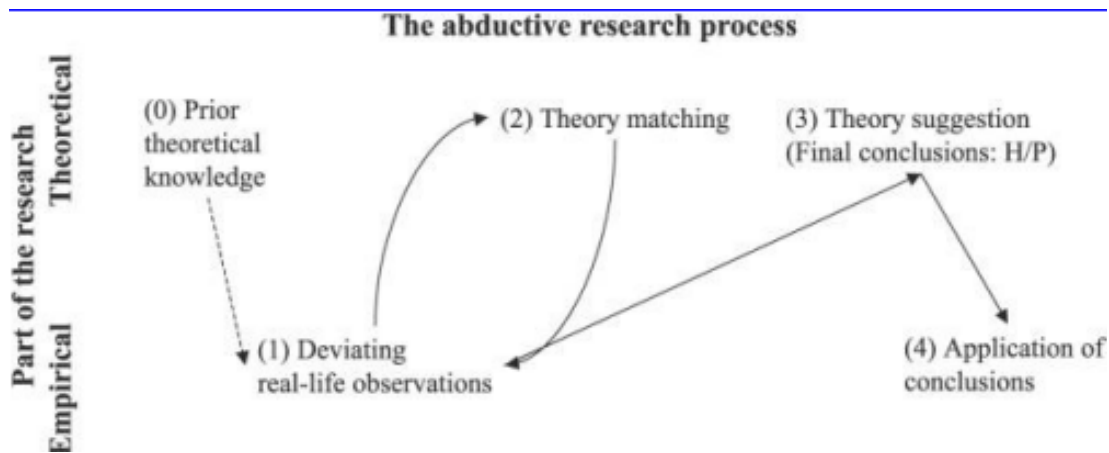 The abductive research process
Part of the research
Theoretical
Empirical
(0) Prior
theoretical
knowledge
(2) Theory matching
(3) Theory suggestion
(Final conclusions: H/P)
(1) Deviating
real-life observations
(4) Application of
conclusions